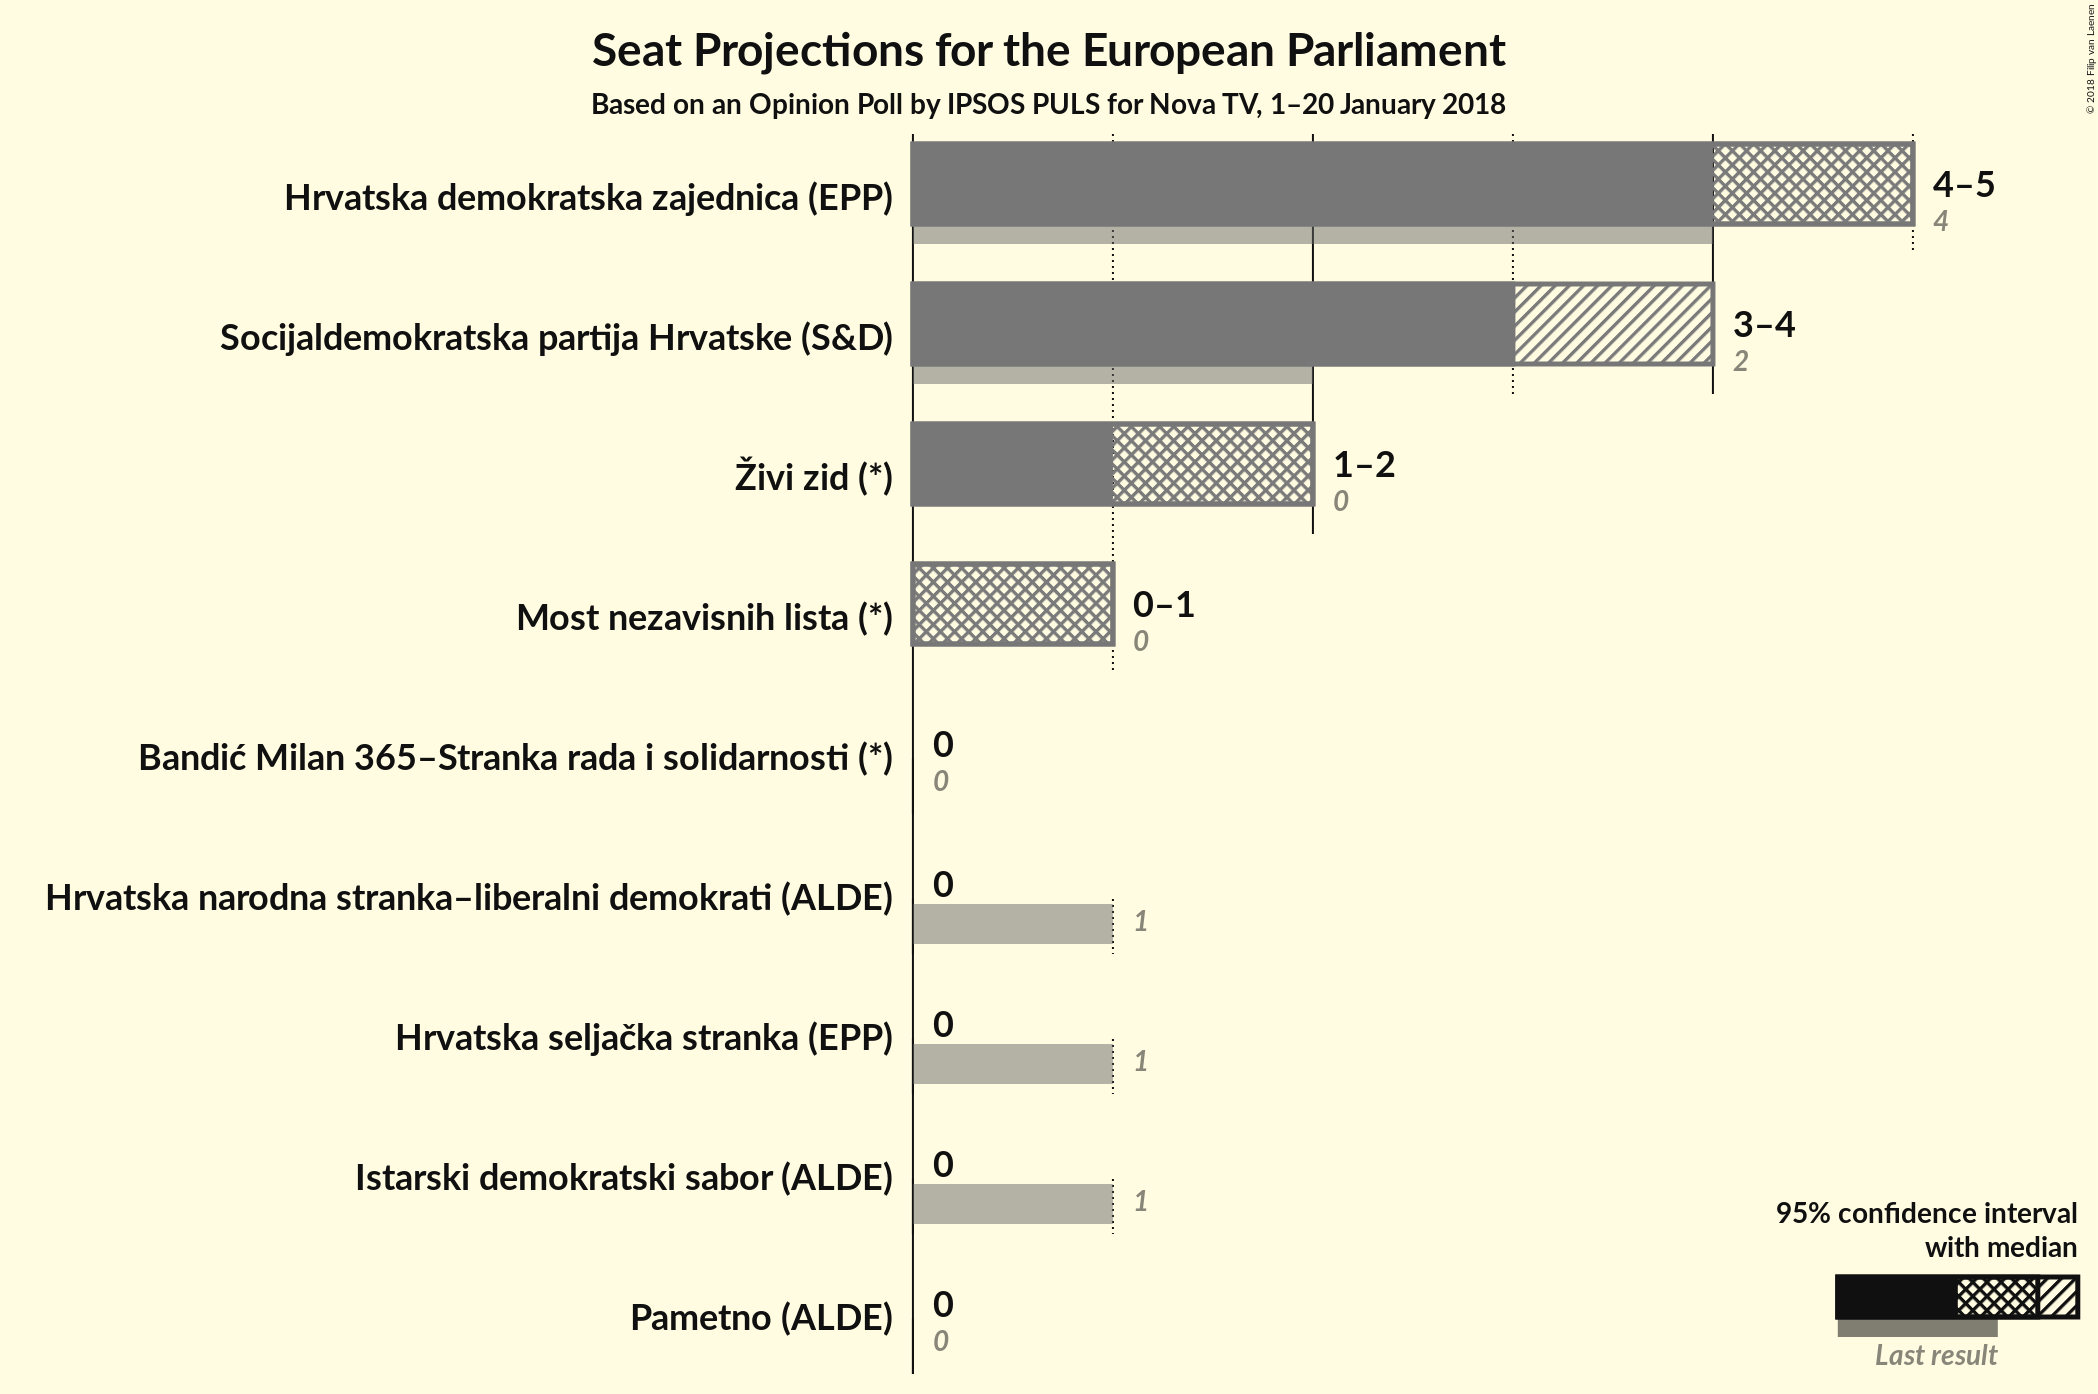 Seat Projections for the European Parliament
Based on an Opinion Poll by IPSOS PULS for Nova TV, 1–20 January 2018
© 2018 Filip van Laenen
Hrvatska demokratska zajednica (EPP)
4–5
4
Socijaldemokratska partija Hrvatske (S&D)
3–4
2
Živi zid (*)
1–2
0
Most nezavisnih lista (*)
0–1
0
Bandić Milan 365–Stranka rada i solidarnosti (*)
0
0
Hrvatska narodna stranka–liberalni demokrati (ALDE)
0
1
Hrvatska seljačka stranka (EPP)
0
1
Istarski demokratski sabor (ALDE)
0
1
Pametno (ALDE)
0
0
95% confidence interval
with median
Last result